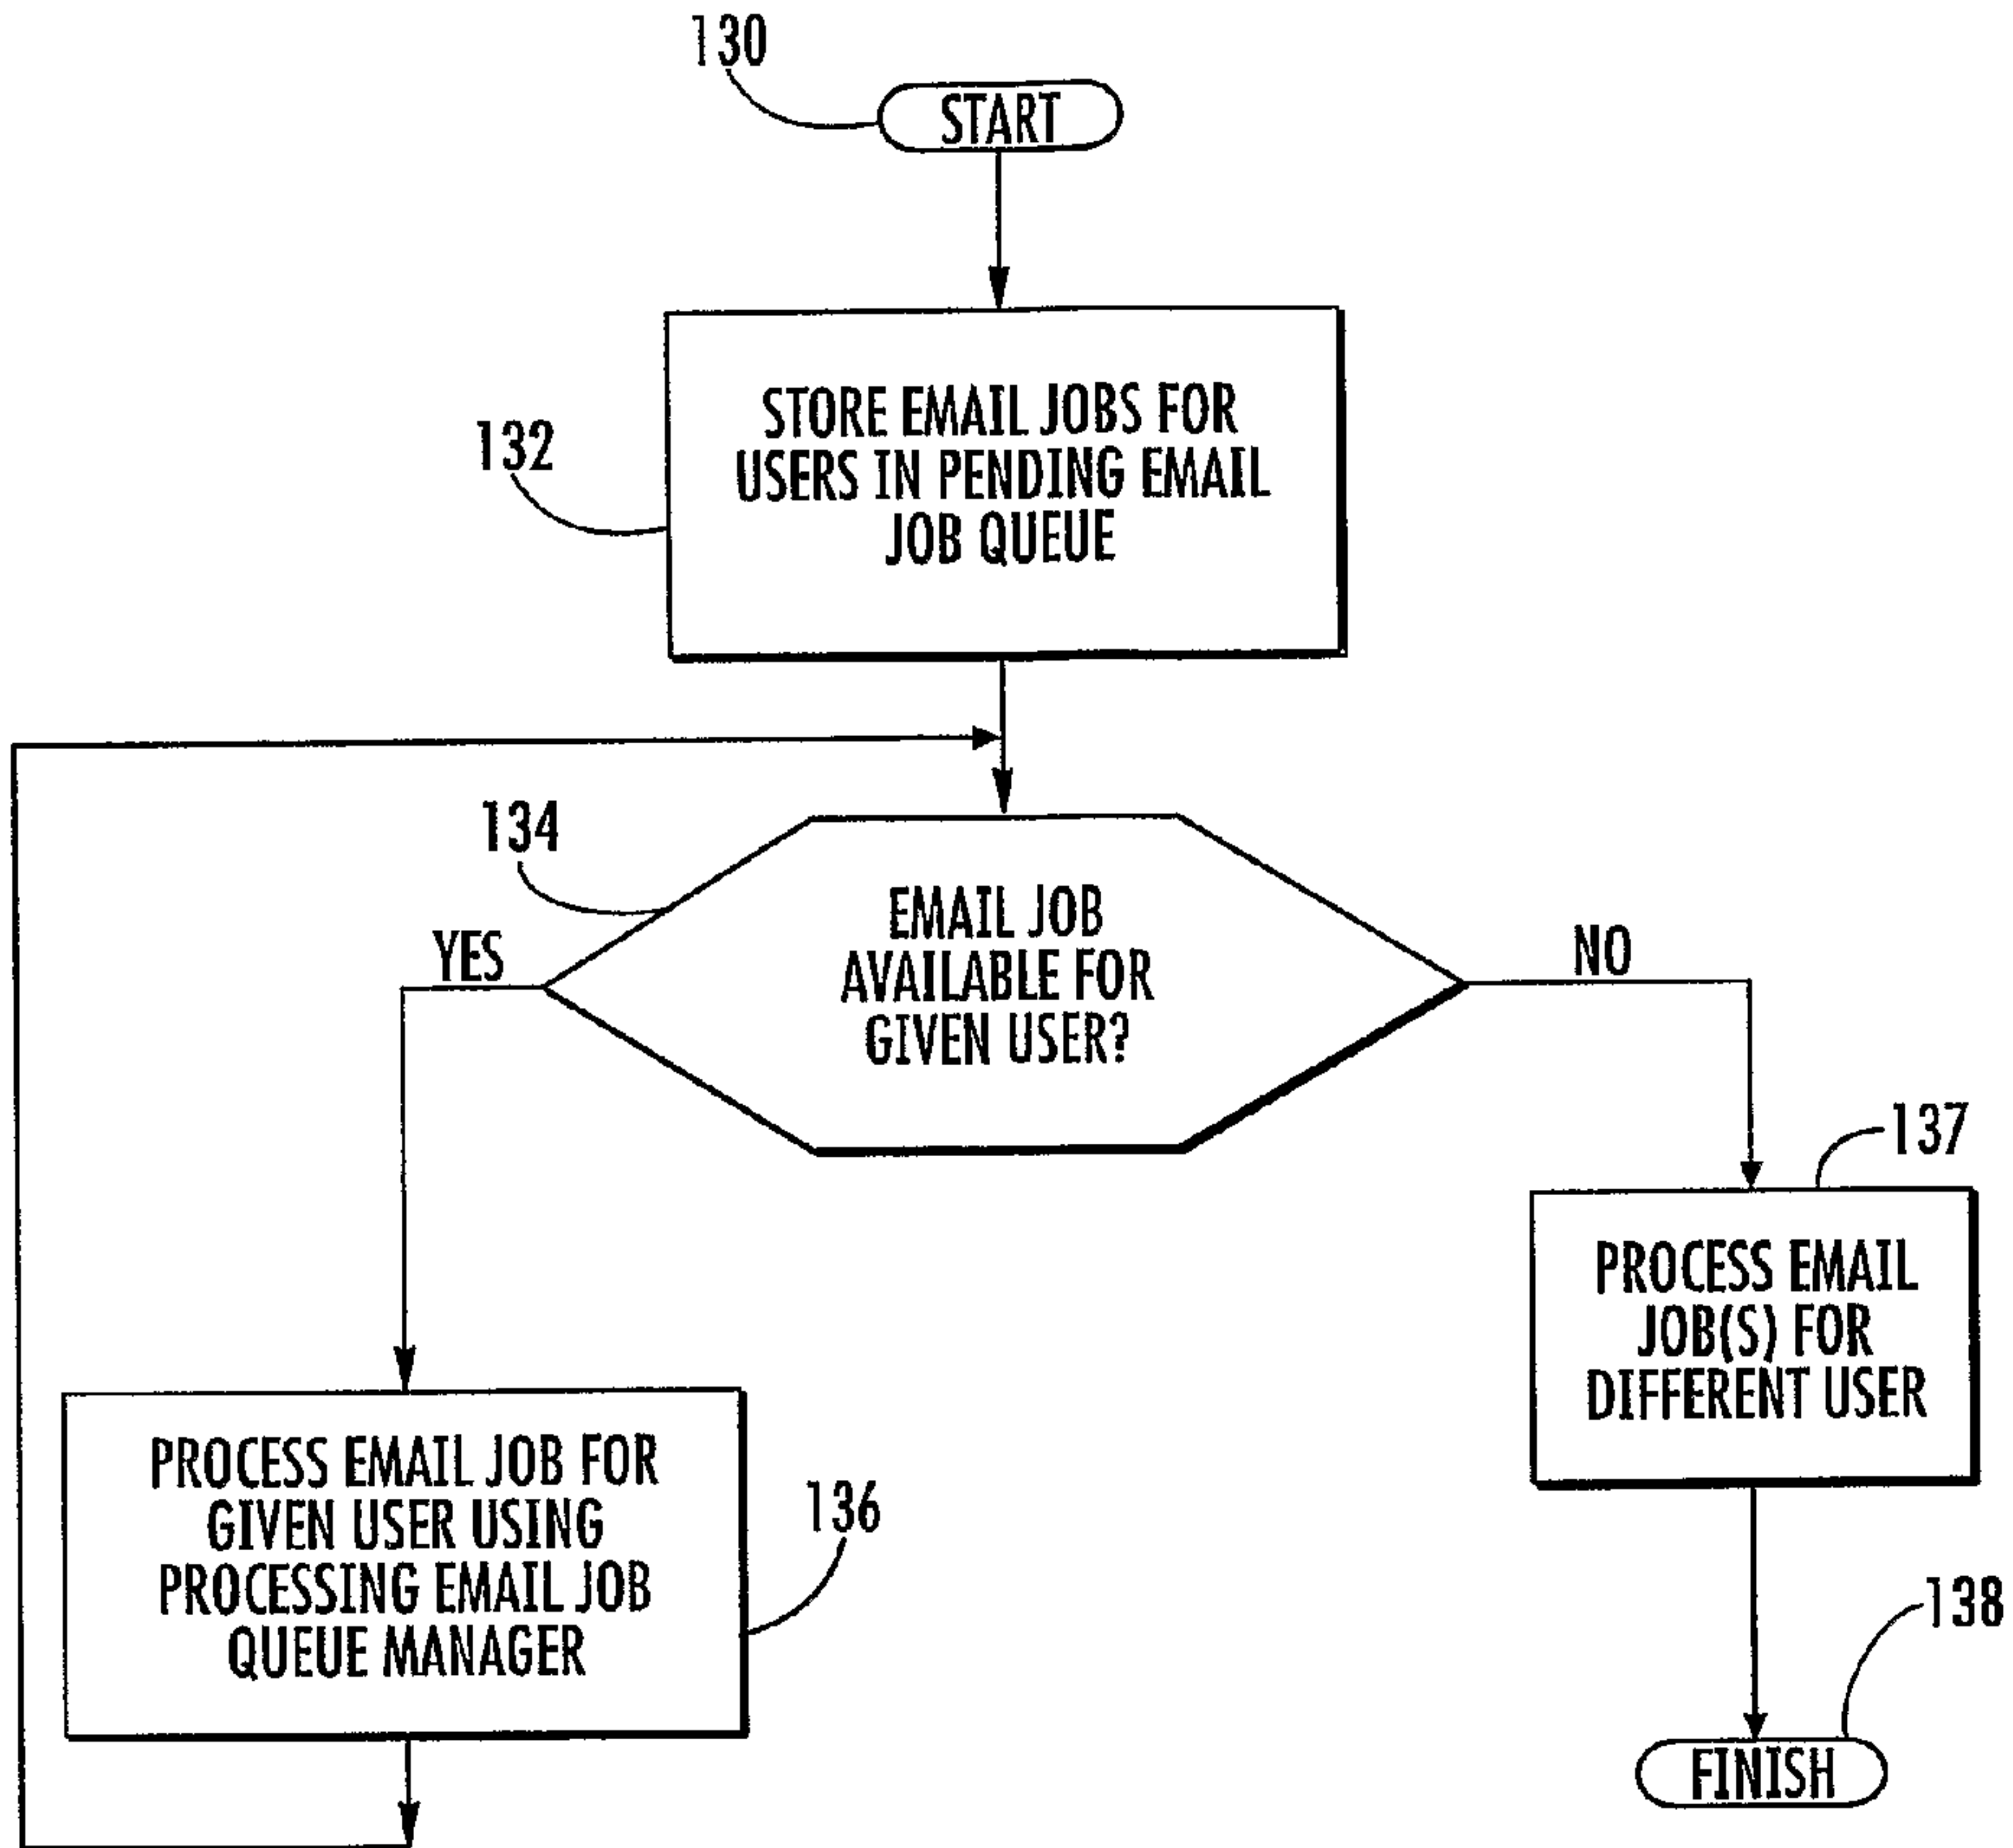 130
START
132
STORE EMAIL JOBS FOR
USERS IN PENDING EMAIL
JOB QUEUE
134
EMAIL JOB
AVAILABLE FOR
GIVEN USER?
YES
NO
137
PROCESS EMAIL
JOB(S) FOR
DIFFERENT USER
PROCESS EMAIL JOB FOR
GIVEN USER USING
PROCESSING EMAIL JOB
QUEUE MANAGER
136
138
FINISH